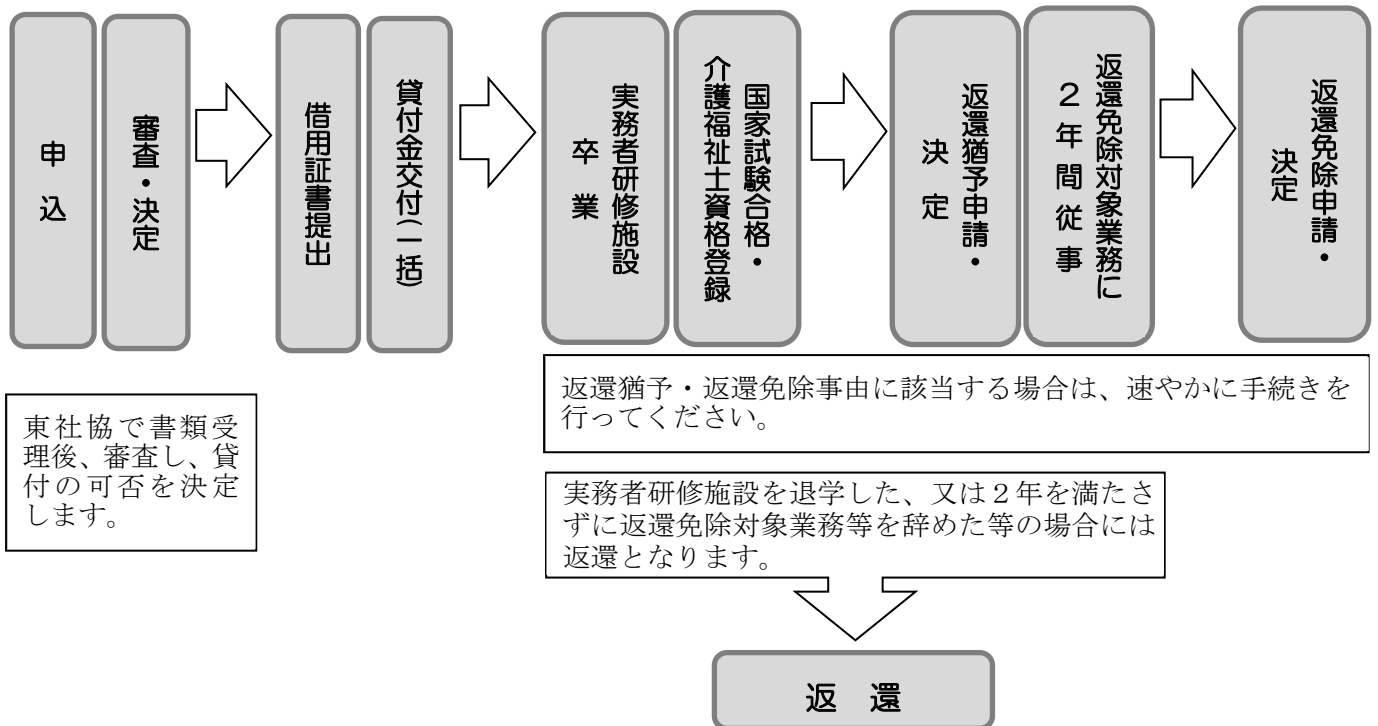 申込
審査・決定
借用証書提出
貸付金交付(一括)
実務者研修施設
卒業
国家試験合格・
介護福祉士資格登録
返還猶予申請・
決定
返還免除対象業務に
２年間従事
返還免除申請・
決定
東社協で書類受
理後、審査し、貸
付の可否を決定
します。
返還猶予・返還免除事由に該当する場合は、速やかに手続きを
行ってください。
実務者研修施設を退学した、又は２年を満たさ
ずに返還免除対象業務等を辞めた等の場合には
返還となります。
返 還